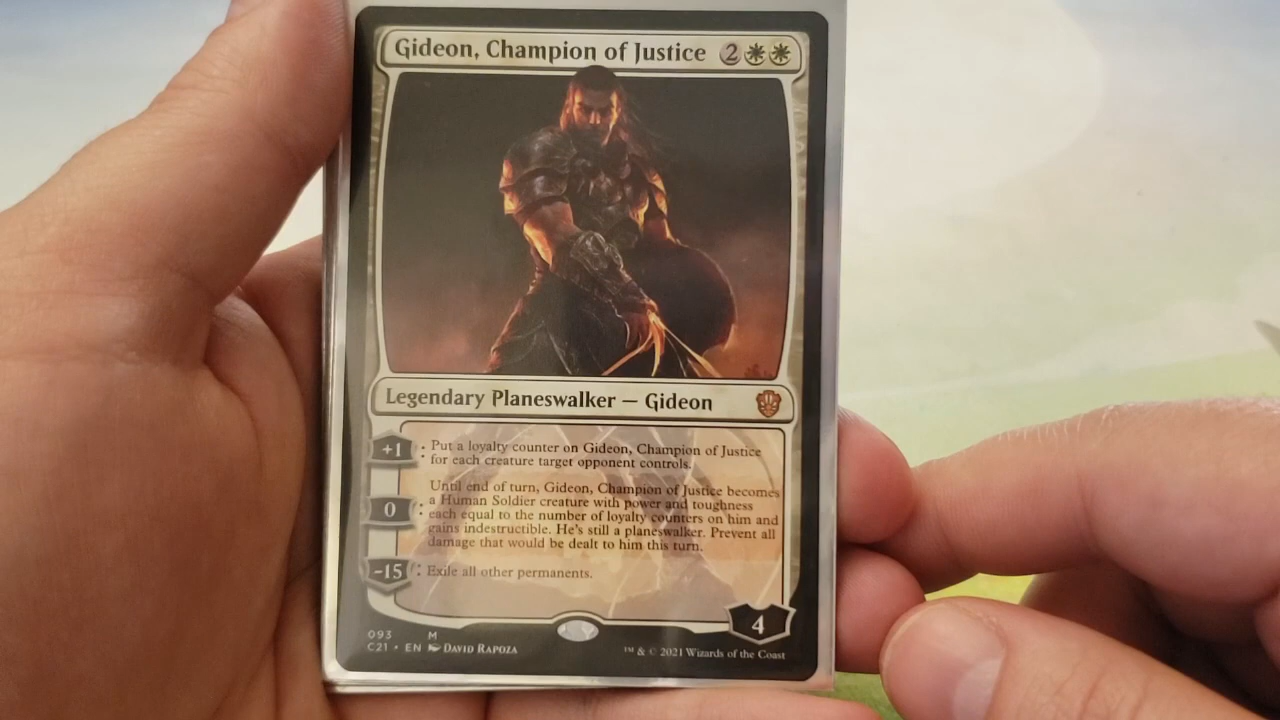 Gideon, Champion of Justice 2
Legendary Planeswalker — Gideon
+1 : Put a loyalty counter on Gideon, Champion of Justice
for each creature target opponent controls.
Until end of turn, Gideon, Champion of Justice becomes
a Human Soldier creature with power and toughness
0 : each equal to the number of loyalty counters on him and
gains indestructible. He's still a planeswalker. Prevent all
damage that would be dealt to him this turn.
-15 : Exile all other permanents.
4
093 M
C21 • EN DAVID RAPOZA
™ & © 2021 Wizards of the Coast